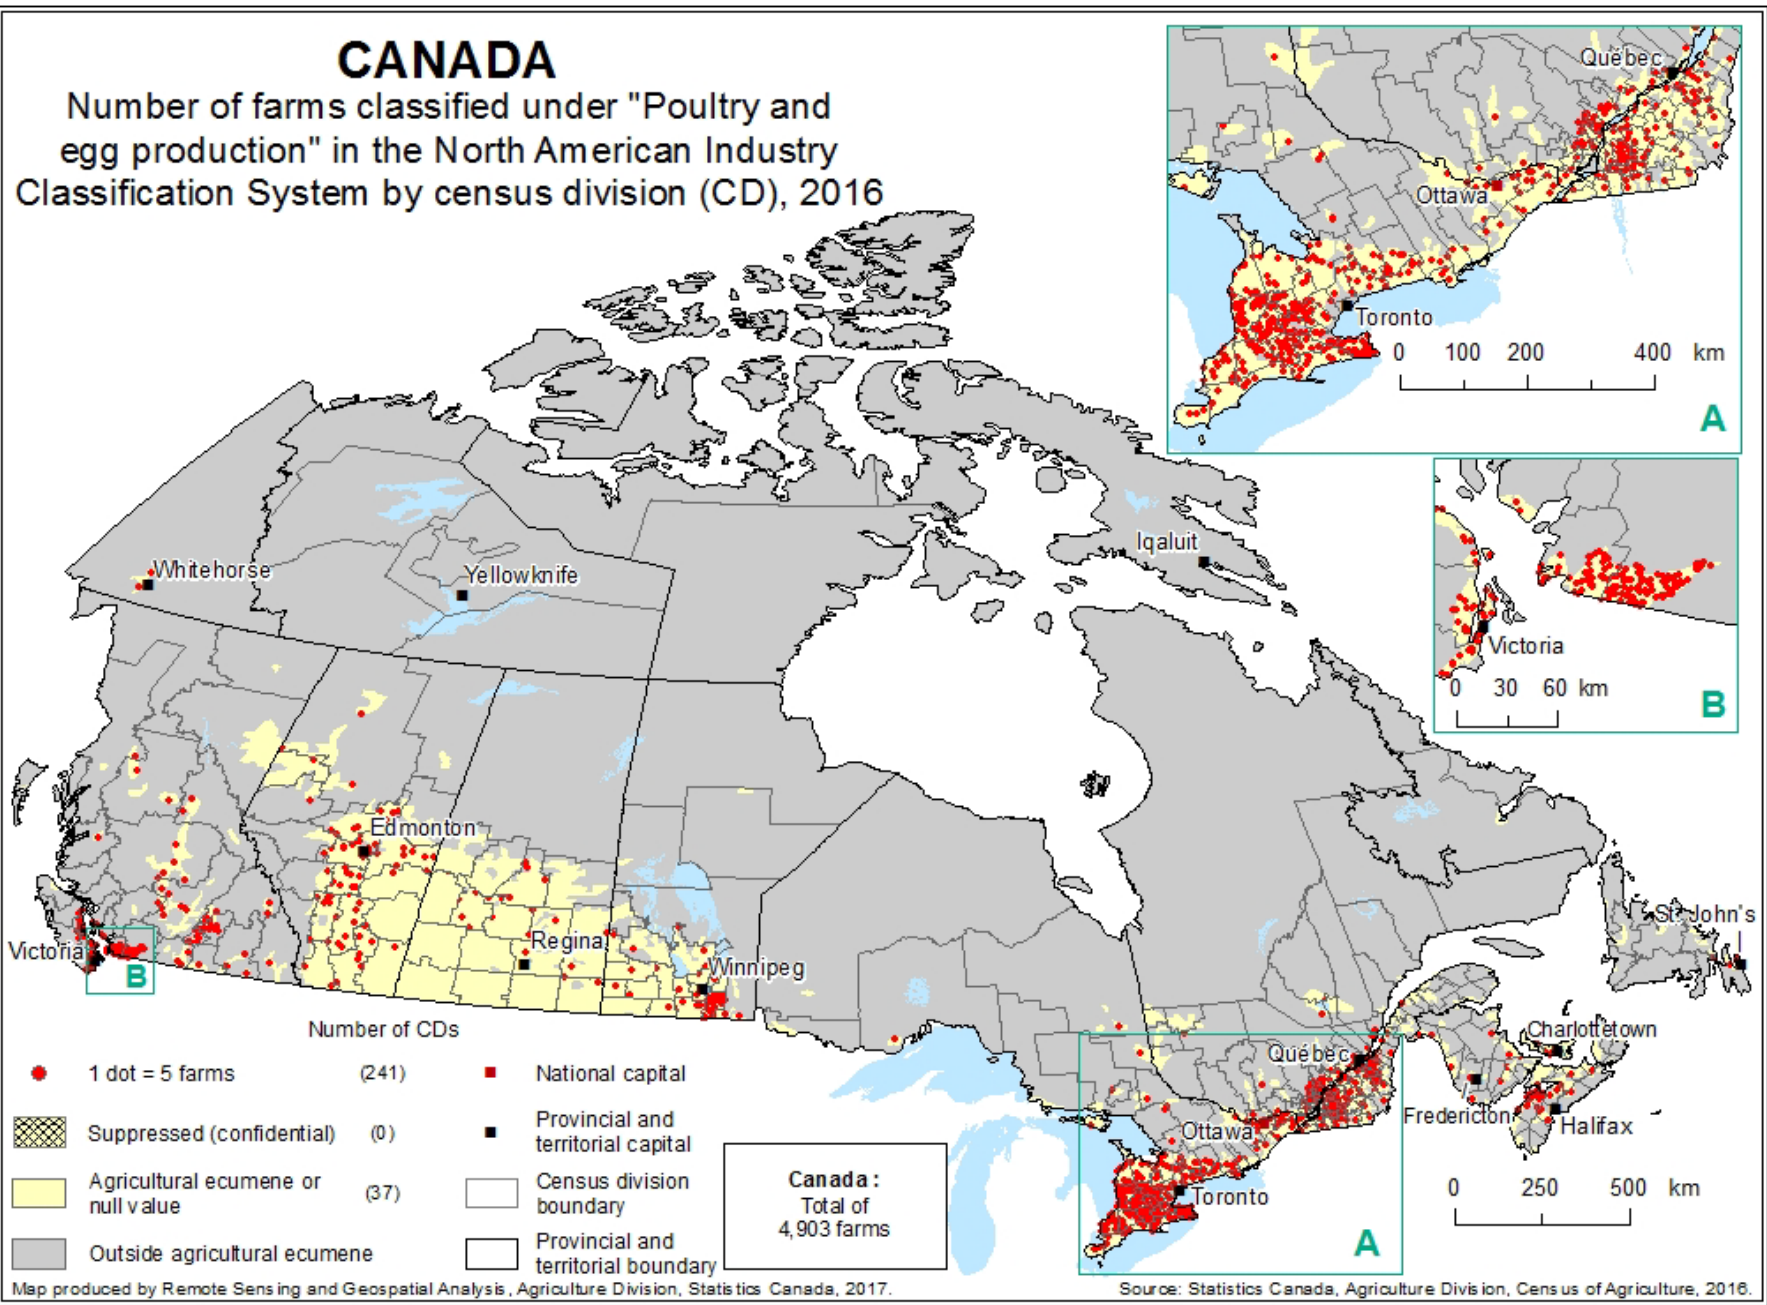 CANADA
Number of farms classified under "Poultry and
egg production" in the North American Industry
Classification System by census division (CD), 2016
Québec
Ottawa
Toronto
0 100 200 400 km
A
Victoria
0 30 60 km
B
Whitehorse
Yellowknife
Iqaluit
Edmonton
Regina
Winnipeg
Victoria
B
St. John's
Charlottetown
Québec
Fredericton
Halifax
Ottawa
Toronto
A
0 250 500 km
Number of CDs
1 dot = 5 farms (241)
Suppressed (confidential) (0)
Agricultural ecumene or
null value (37)
Outside agricultural ecumene
National capital
Provincial and
territorial capital
Census division
boundary
Provincial and
territorial boundary
Canada :
Total of
4,903 farms
Map produced by Remote Sensing and Geospatial Analysis, Agriculture Division, Statistics Canada, 2017.
Source: Statistics Canada, Agriculture Division, Census of Agriculture, 2016.